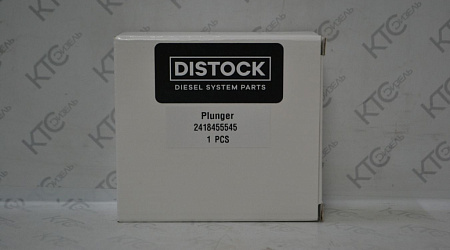 DISTOCK
DIESEL SYSTEM PARTS
Plunger
2418455545
1 PCS